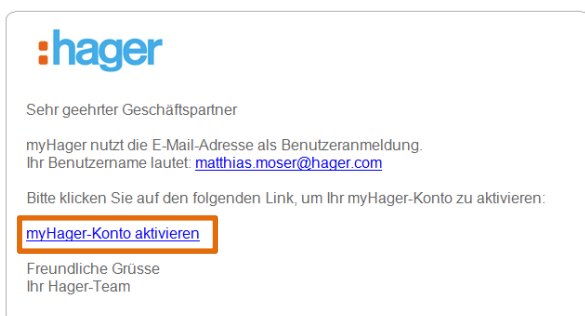 :hager
Sehr geehrter Geschäftspartner
myHager nutzt die E-Mail-Adresse als Benutzeranmeldung.
Ihr Benutzername lautet: matthias.moser@hager.com
Bitte klicken Sie auf den folgenden Link, um Ihr myHager-Konto zu aktivieren:
myHager-Konto aktivieren
Freundliche Grüsse
Ihr Hager-Team